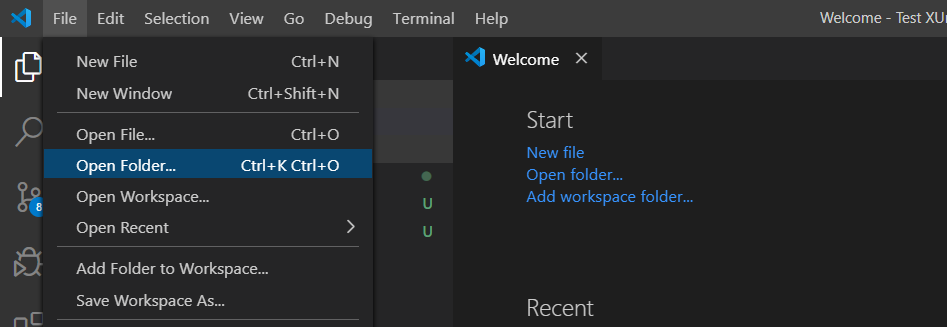 File Edit Selection View Go Debug Terminal Help Welcome - Test XUn
New File Ctrl+N
New Window Ctrl+Shift+N
Open File... Ctrl+O
Open Folder... Ctrl+K Ctrl+O
Open Workspace...
Open Recent
Add Folder to Workspace...
Save Workspace As...
8
U
U
Welcome
Start
New file
Open folder...
Add workspace folder...
Recent